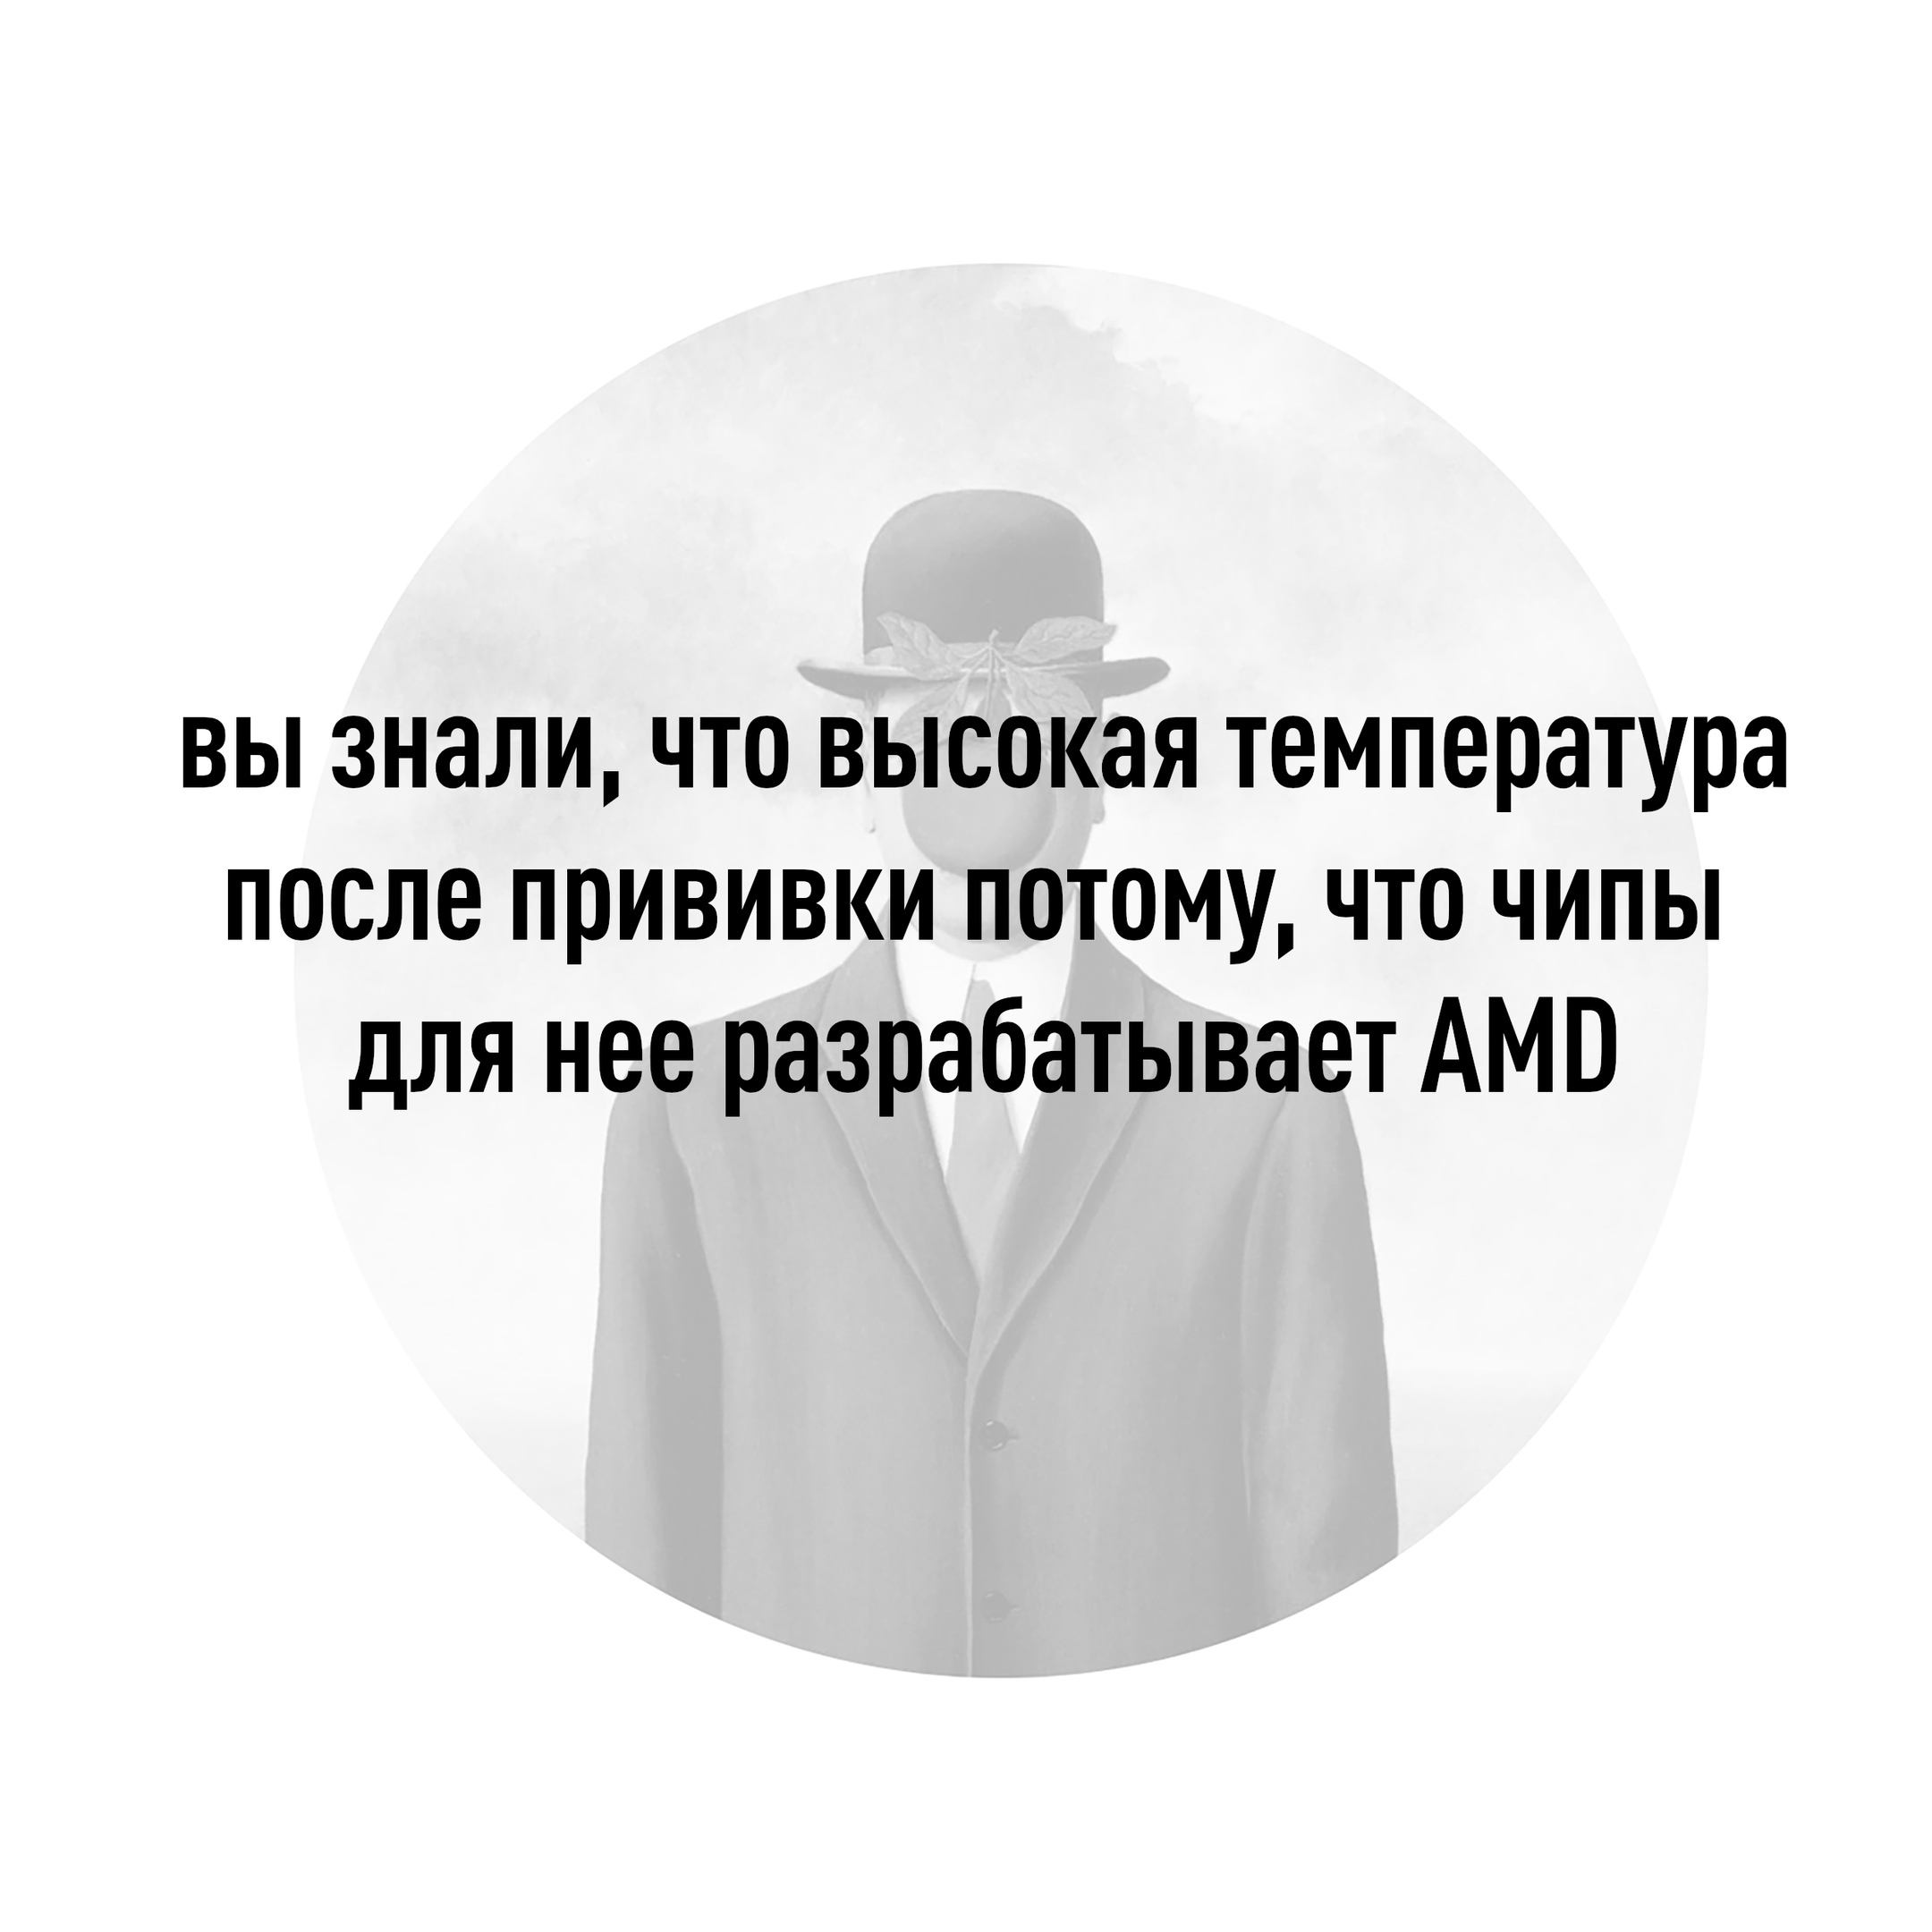 вы знали, что высокая температура
после прививки потому, что чипы
для нее разрабатывает AMD